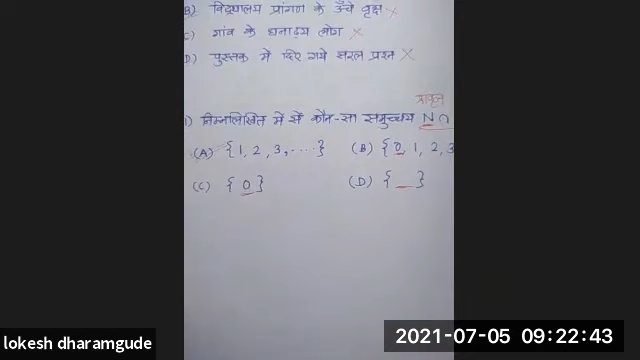 B) विद्यालय प्रांगण के ऊँचे वृक्ष ×
C) गांव के धनाढ्य लोग ×
D) पुस्तक मे दिए गये सरल प्रश्न ×
प्राकृत
) निम्नलिखित में से कौन-सा समुच्चय N ∩
(A) {1, 2, 3, ....} (B) {0, 1, 2, 3
(C) {0} (D) { _ }
lokesh dharamgude
2021-07-05 09:22:43